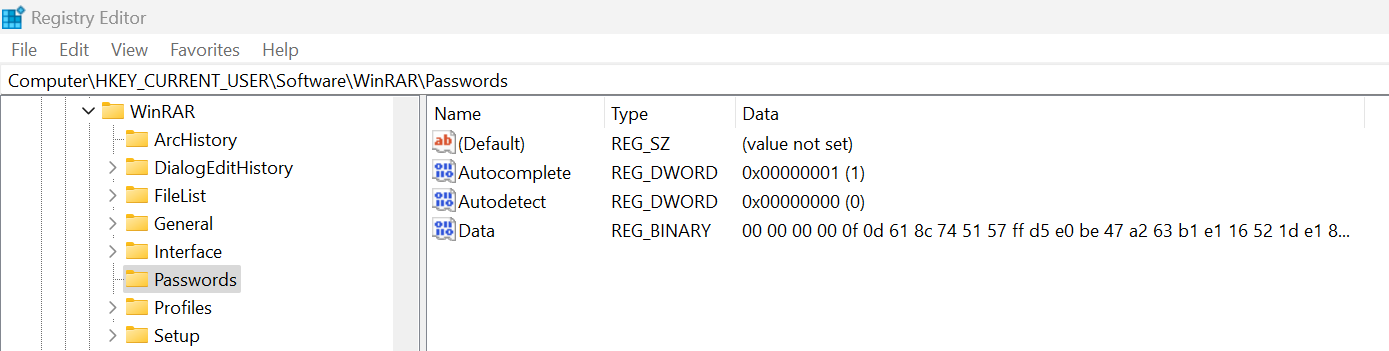 Registry Editor
File Edit View Favorites Help
Computer\HKEY_CURRENT_USER\Software\WinRAR\Passwords
WinRAR
ArcHistory
DialogEditHistory
FileList
General
Interface
Passwords
Profiles
Setup
Name Type Data
(Default) REG_SZ (value not set)
Autocomplete REG_DWORD 0x00000001 (1)
Autodetect REG_DWORD 0x00000000 (0)
Data REG_BINARY 00 00 00 00 0f 0d 61 8c 74 51 57 ff d5 e0 be 47 a2 63 b1 e1 16 52 1d e1 8...